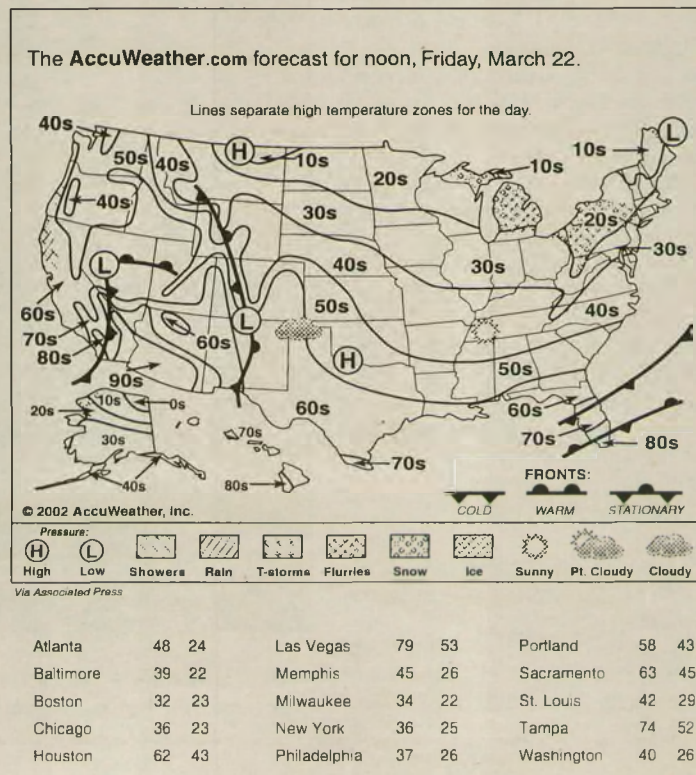 The AccuWeather.com forecast for noon, Friday, March 22.
Lines separate high temperature zones for the day.
40s
50s
40s
H
10s
20s
10s
10s
L
40s
30s
20s
30s
L
40s
30s
60s
50s
40s
70s
L
60s
80s
H
50s
90s
60s
60s
20s
10s
0s
70s
30s
70s
80s
70s
40s
80s
FRONTS:
© 2002 AccuWeather, Inc.
COLD WARM STATIONARY
Pressure:
H L
High Low Showers Rain T-storms Flurries Snow Ice Sunny Pt. Cloudy Cloudy
Via Associated Press
Atlanta 48 24 Las Vegas 79 53 Portland 58 43
Baltimore 39 22 Memphis 45 26 Sacramento 63 45
Boston 32 23 Milwaukee 34 22 St. Louis 42 29
Chicago 36 23 New York 36 25 Tampa 74 52
Houston 62 43 Philadelphia 37 26 Washington 40 26